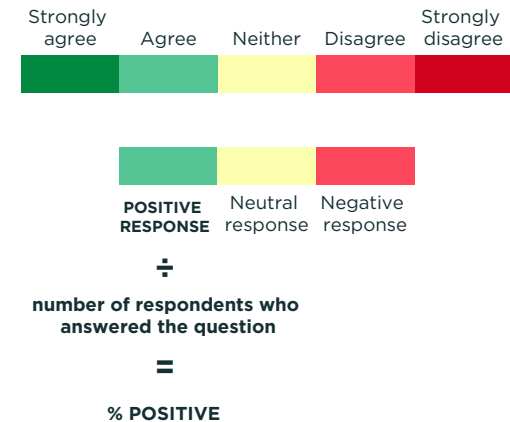 Strongly agree Agree Neither Disagree Strongly disagree
POSITIVE RESPONSE Neutral response Negative response
÷
number of respondents who
answered the question
=
% POSITIVE